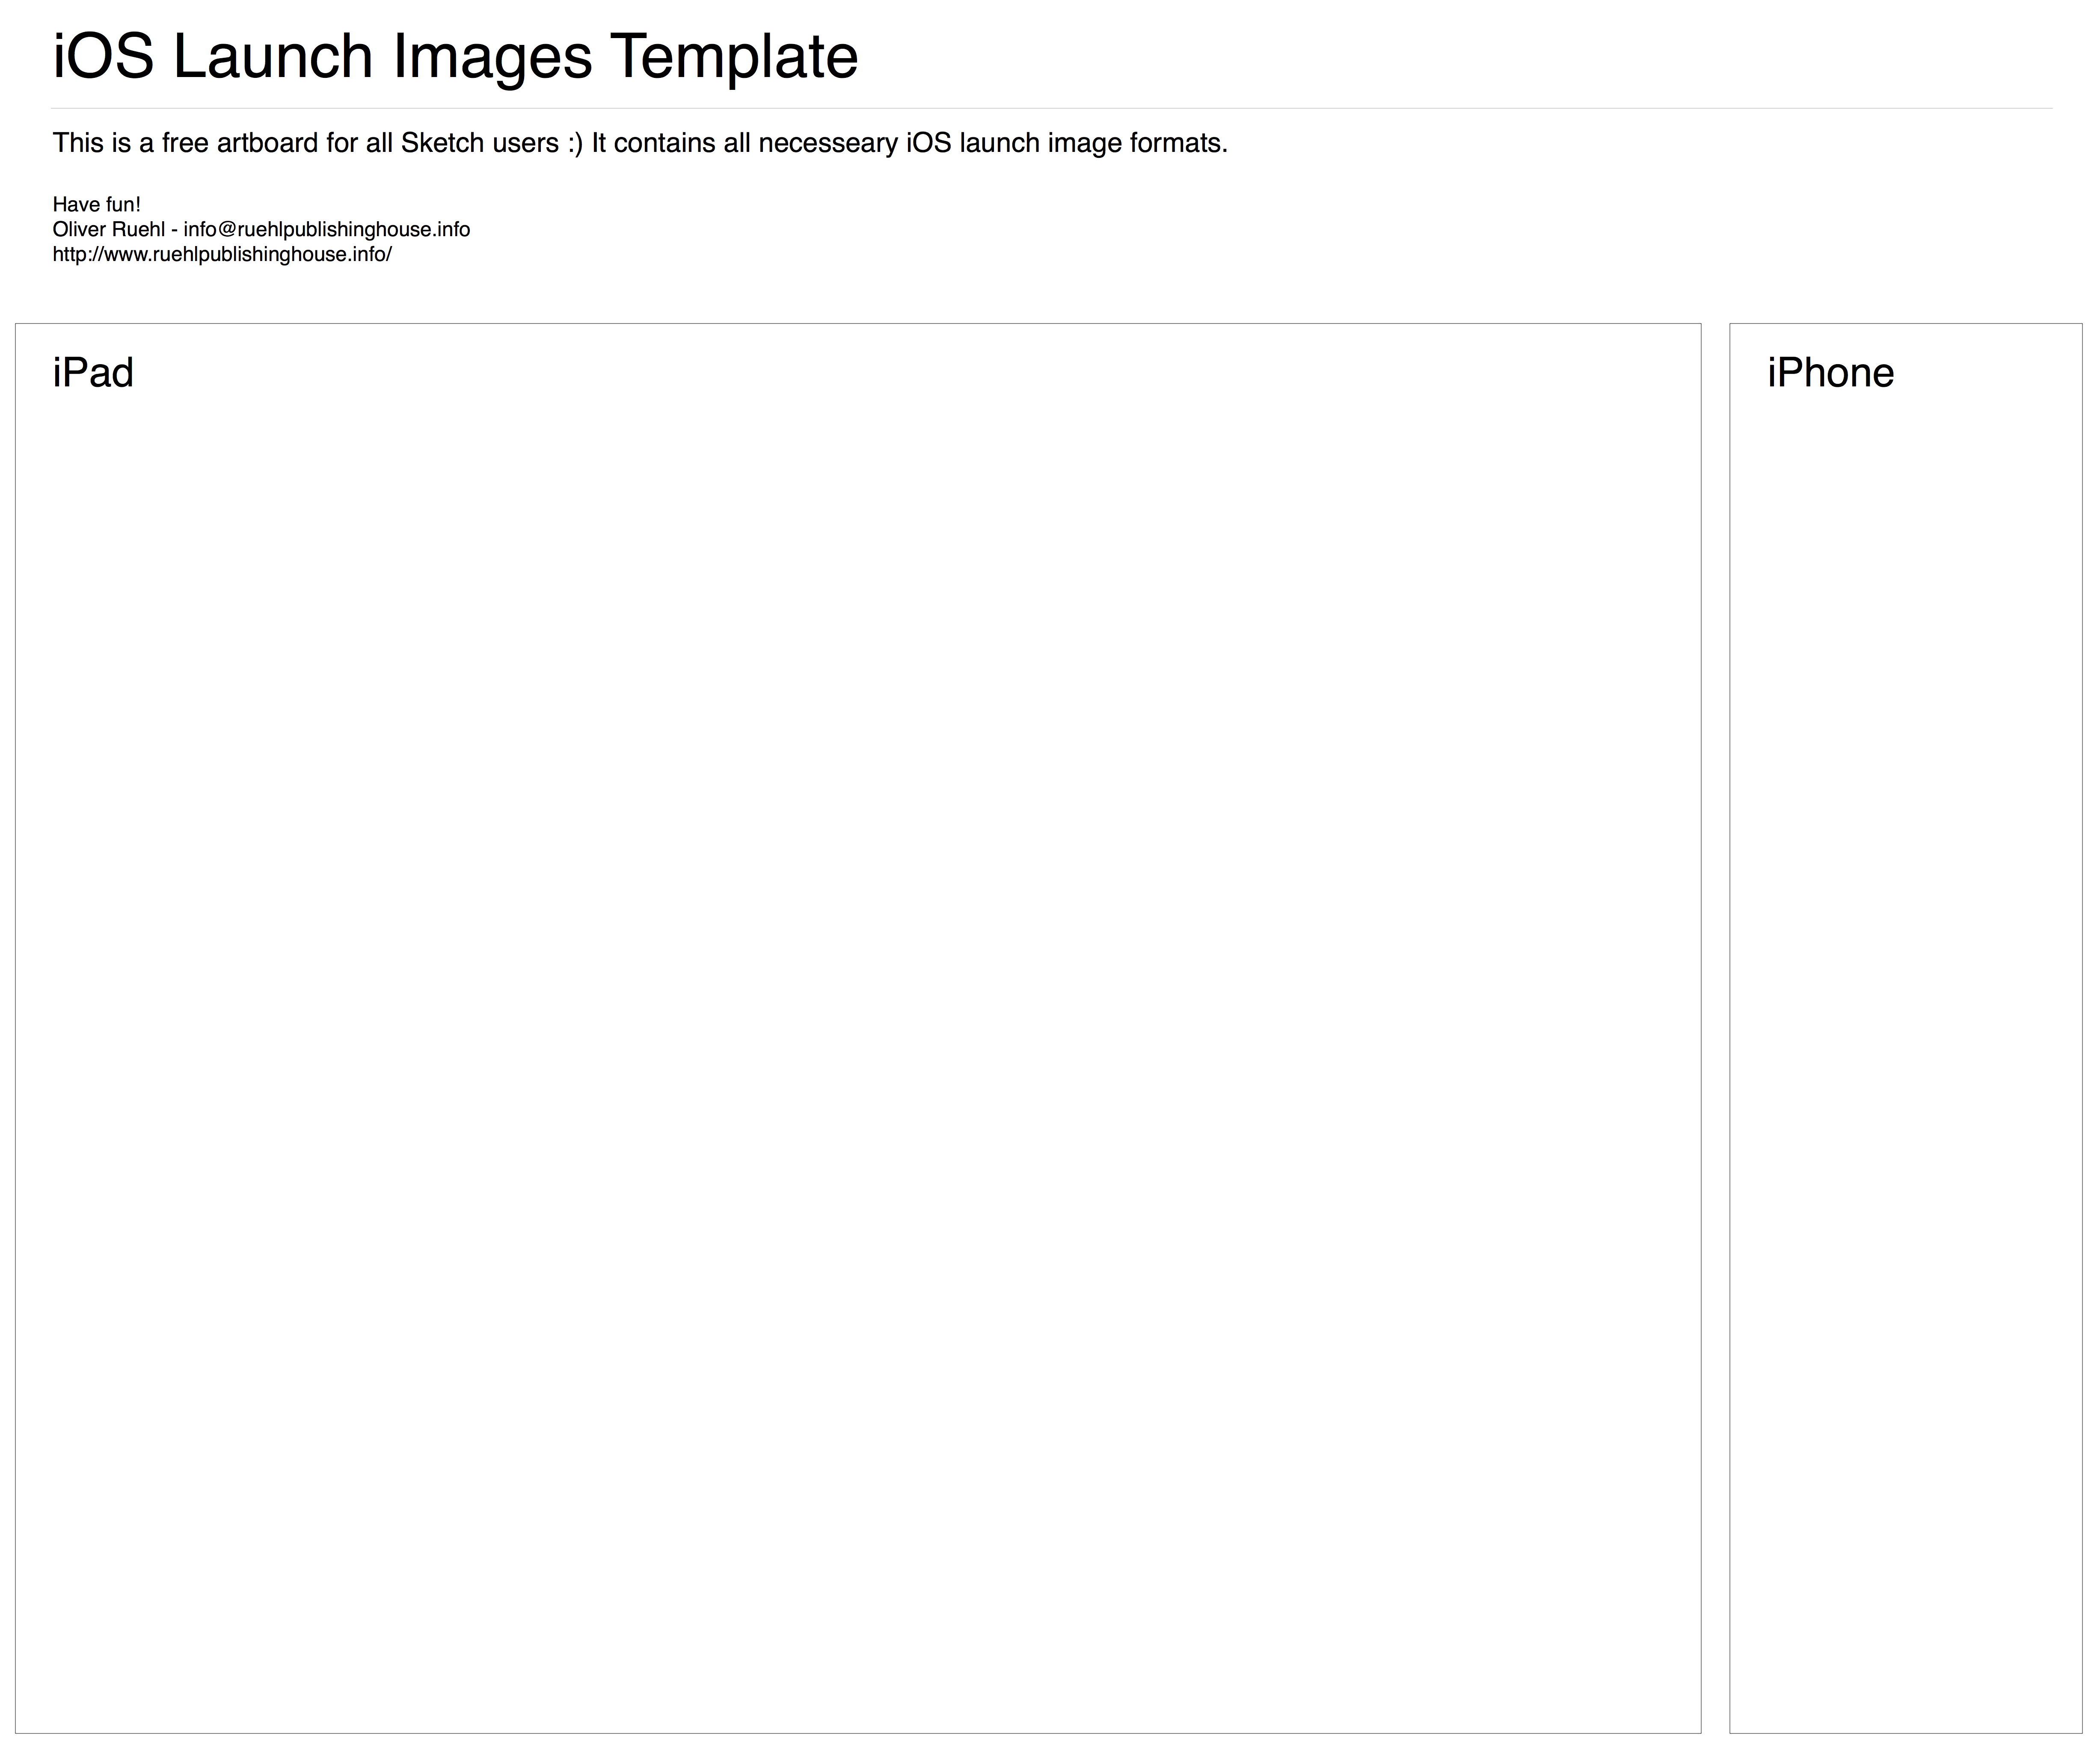 iOS Launch Images Template
This is a free artboard for all Sketch users :) It contains all necesseary iOS launch image formats.
Have fun!
Oliver Ruehl - info@ruehlpublishinghouse.info
http://www.ruehlpublishinghouse.info/
iPad
iPhone